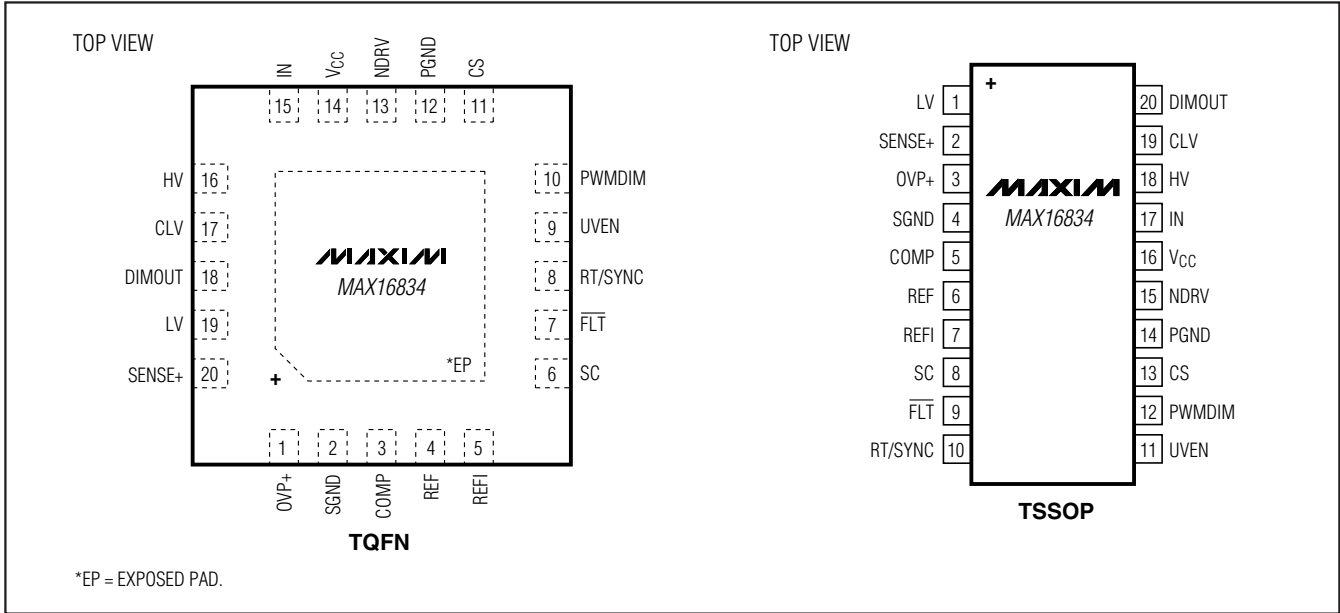 TOP VIEW
IN VCC NDRV PGND CS
15 14 13 12 11
HV 16
CLV 17
DIMOUT 18
LV 19
SENSE+ 20
10 PWMDIM
9 UVEN
8 RT/SYNC
7 FLT
6 SC
MAXIM
MAX16834
*EP
+
1 2 3 4 5
OVP+ SGND COMP REF REFI
TQFN
*EP = EXPOSED PAD.
TOP VIEW
+
LV 1
SENSE+ 2
OVP+ 3
SGND 4
COMP 5
REF 6
REFI 7
SC 8
FLT 9
RT/SYNC 10
MAXIM
MAX16834
20 DIMOUT
19 CLV
18 HV
17 IN
16 VCC
15 NDRV
14 PGND
13 CS
12 PWMDIM
11 UVEN
TSSOP